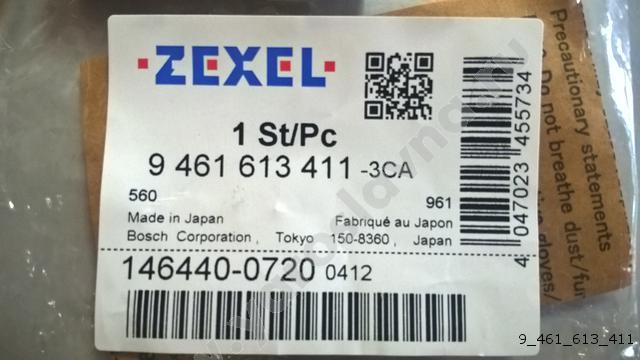 ZEXEL
1 St/Pc
9 461 613 411 -3CA
560
961
Made in Japan
Fabriqué au Japon
Bosch Corporation , Tokyo 150-8360 , Japan
146440-0720 0412
4 047023 455734
Precautionary statements
Do not breathe dust/fu
gloves/
9_461_613_411